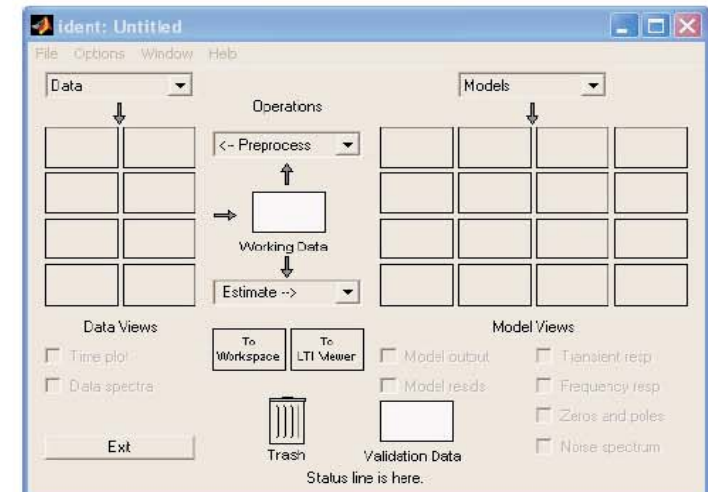 ident: Untitled
File Options Window Help
Data
Models
Operations
<-- Preprocess
Working Data
Estimate -->
Data Views
Model Views
To Workspace
To LTI Viewer
Time plot
Data spectra
Model output
Model resids
Transient resp
Frequency resp
Zeros and poles
Noise spectrum
Exit
Trash
Validation Data
Status line is here.